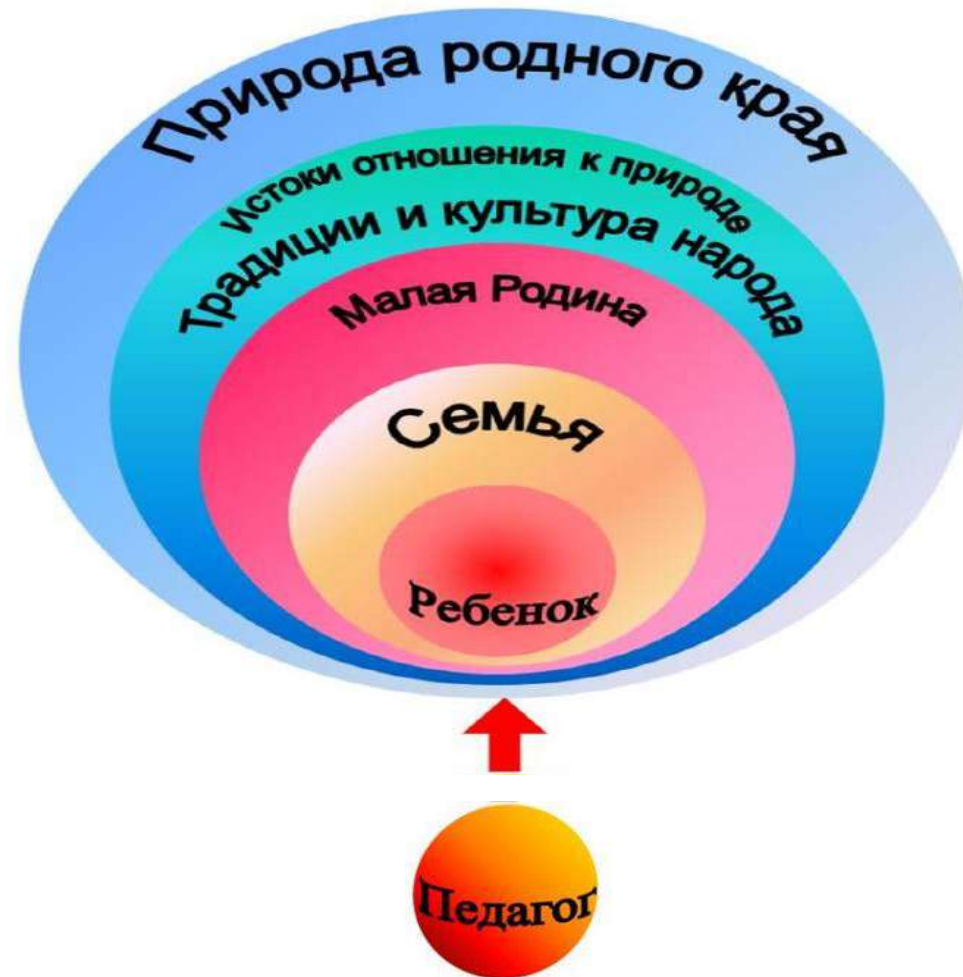 Природа родного края
Истоки отношения к природе
Традиции и культура народа
Малая Родина
Семья
Ребенок
Педагог